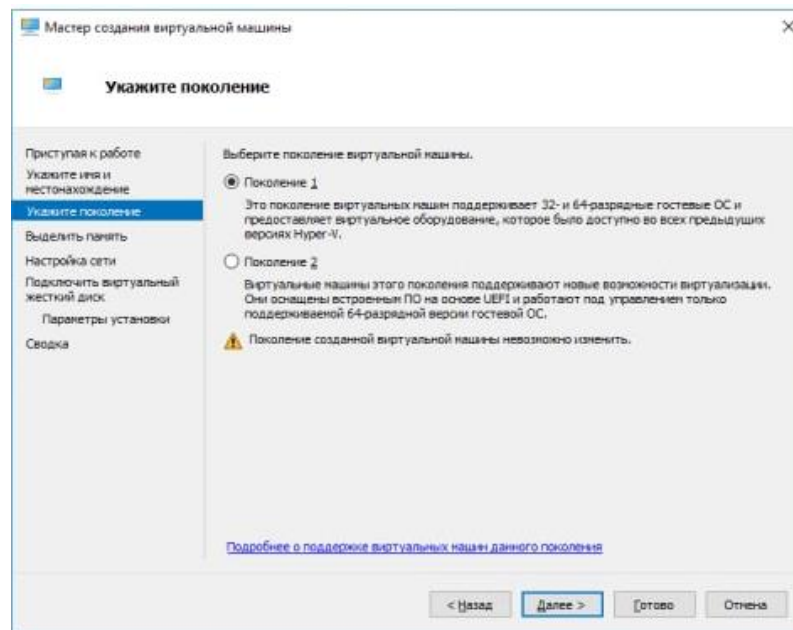 Мастер создания виртуальной машины
Укажите поколение
Приступая к работе
Укажите имя и
местонахождение
Укажите поколение
Выделить память
Настройка сети
Подключить виртуальный
жесткий диск
Параметры установки
Сводка
Выберите поколение виртуальной машины.
Поколение 1
Это поколение виртуальных машин поддерживает 32- и 64-разрядные гостевые ОС и
предоставляет виртуальное оборудование, которое было доступно во всех предыдущих
версиях Hyper-V.
Поколение 2
Виртуальные машины этого поколения поддерживают новые возможности виртуализации.
Они оснащены встроенным ПО на основе UEFI и работают под управлением только
поддерживаемой 64-разрядной версии гостевой ОС.
Поколение созданной виртуальной машины невозможно изменить.
Подробнее о поддержке виртуальных машин данного поколения
< Назад
Далее >
Готово
Отмена